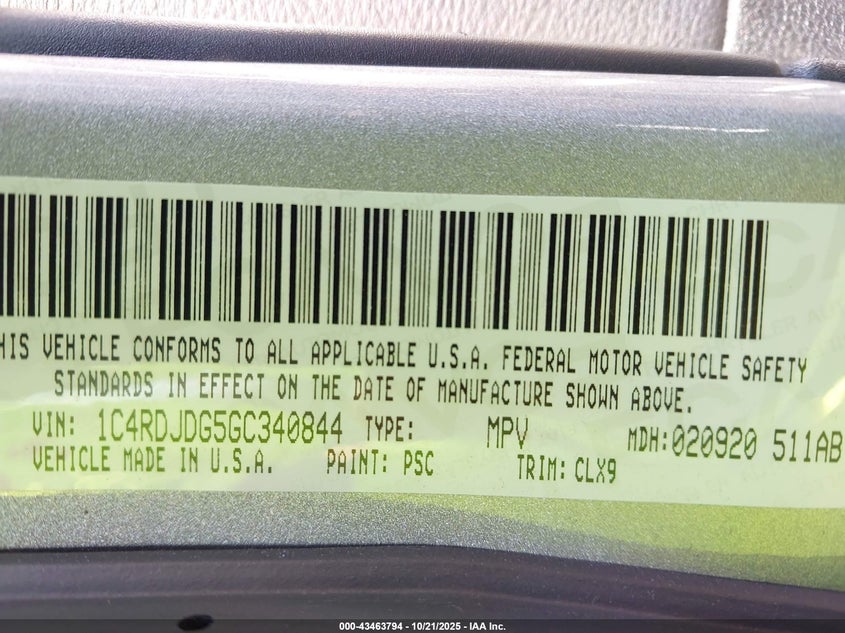 HIS VEHICLE CONFORMS TO ALL APPLICABLE U.S.A. FEDERAL MOTOR VEHICLE SAFETY
STANDARDS IN EFFECT ON THE DATE OF MANUFACTURE SHOWN ABOVE.
VIN: 1C4RDJDG5GC340844 TYPE: MPV MDH:020920 511AB
VEHICLE MADE IN U.S.A. PAINT: PSC TRIM: CLX9
000-43463794 - 10/21/2025 - IAA Inc.